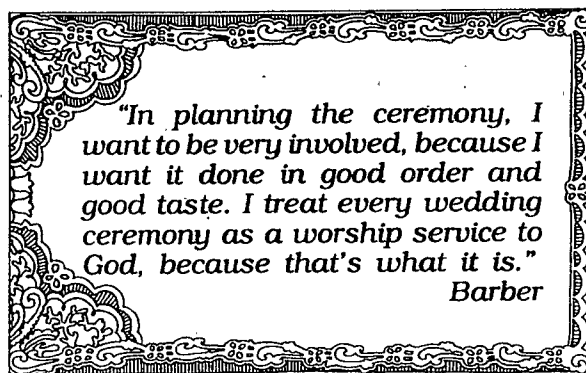 "In planning the ceremony, I
want to be very involved, because I
want it done in good order and
good taste. I treat every wedding
ceremony as a worship service to
God, because that's what it is."
Barber